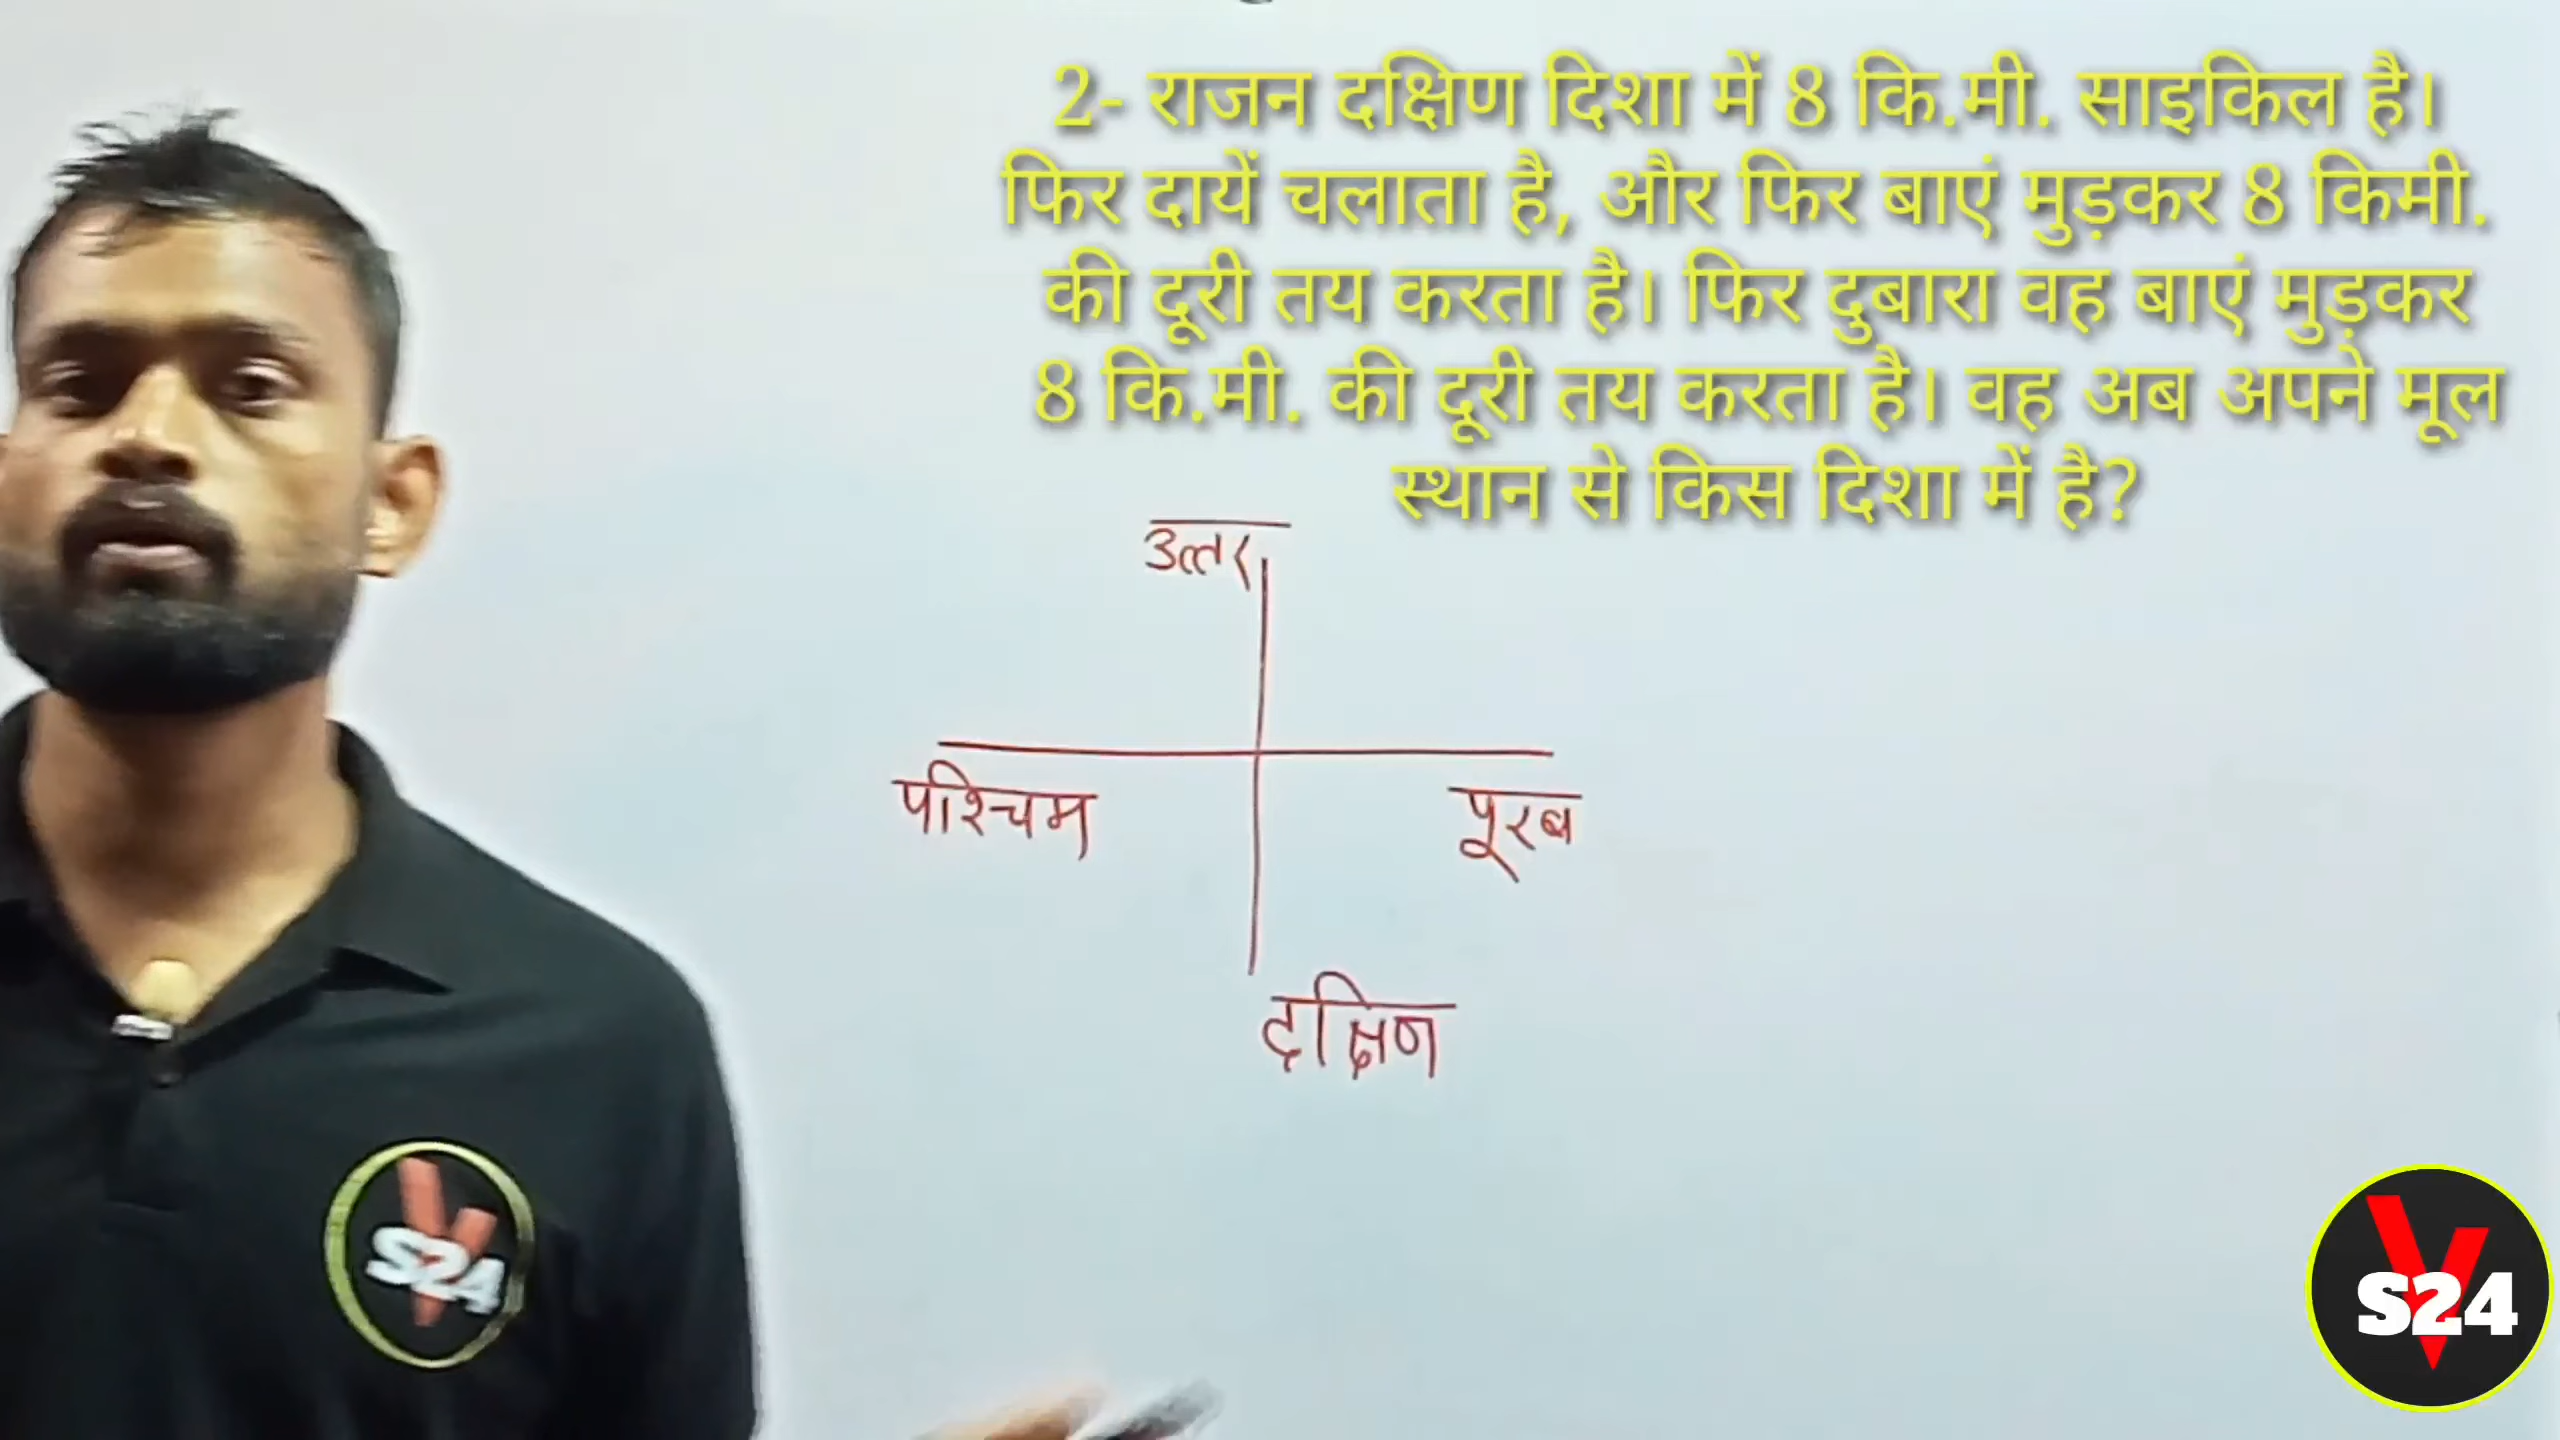 2- राजन दक्षिण दिशा में 8 कि.मी. साइकिल है।
फिर दायें चलाता है, और फिर बाएं मुड़कर 8 किमी.
की दूरी तय करता है। फिर दुबारा वह बाएं मुड़कर
8 कि.मी. की दूरी तय करता है। वह अब अपने मूल
स्थान से किस दिशा में है?
उत्तर
पश्चिम
पूरब
दक्षिण
V
S24
V
S24